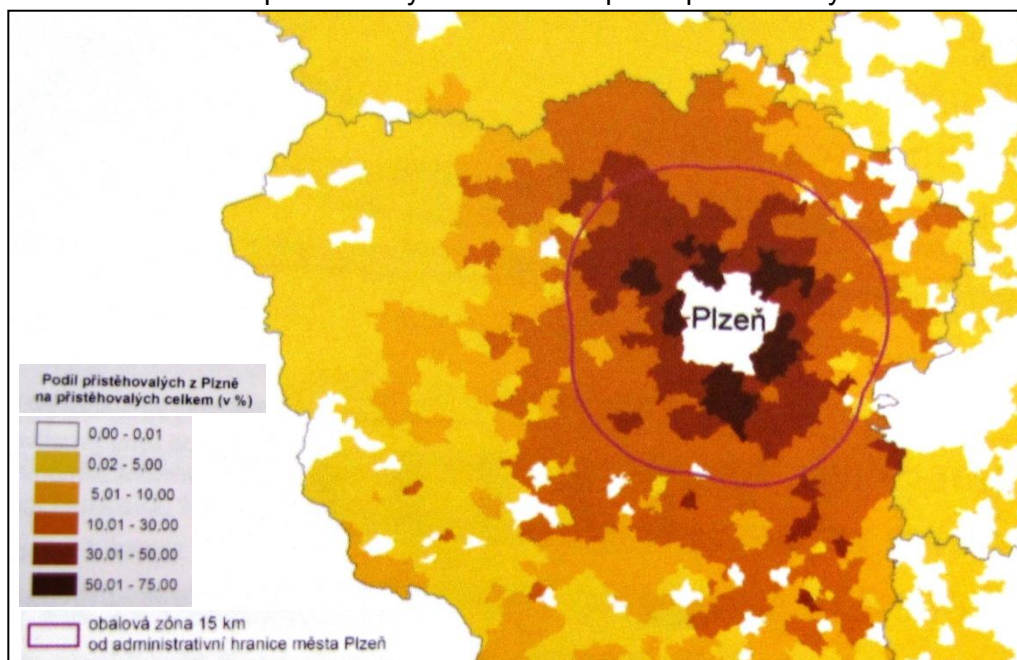 Plzeň
Podíl přistěhovalých z Plzně
na přistěhovalých celkem (v %)
0,00 - 0,01
0,02 - 5,00
5,01 - 10,00
10,01 - 30,00
30,01 - 50,00
50,01 - 75,00
obalová zóna 15 km
od administrativní hranice města Plzeň